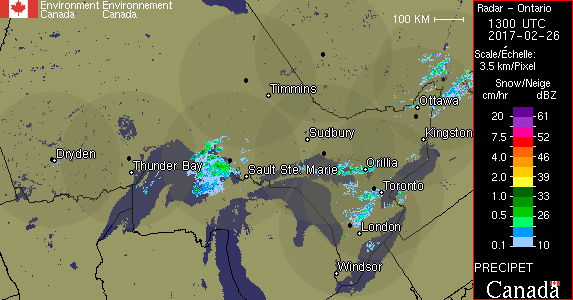 Environment Environnement
Canada Canada
100 KM
Timmins
Ottawa
Sudbury
Kingston
Dryden
Thunder Bay
Sault Ste. Marie
Orillia
Toronto
London
Windsor
Radar - Ontario
1300 UTC
2017-02-26
Scale/Échelle:
3.5 km/Pixel
Snow/Neige
cm/hr dBZ
20 61
7.5 52
4.0 46
2.0 39
1.0 33
0.5 26
0.1 10
PRECIPET
Canada